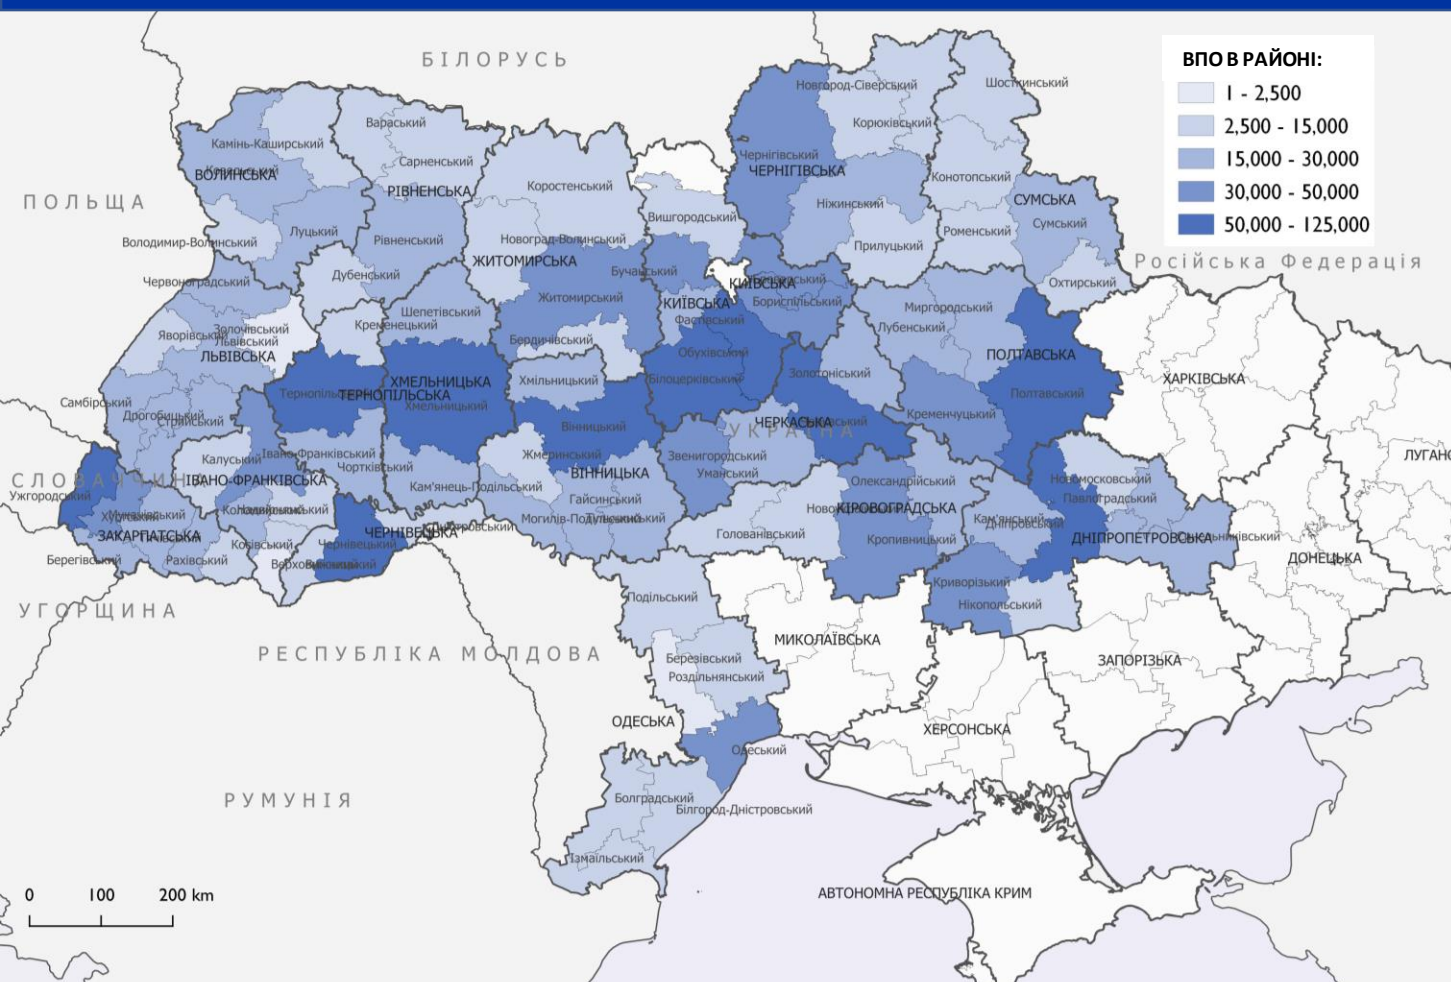 БІЛОРУСЬ
ВПО В РАЙОНІ:
1 - 2,500
2,500 - 15,000
15,000 - 30,000
30,000 - 50,000
50,000 - 125,000
Шосткинський
Новгород-Сіверський
Корюківський
Вараський
Камінь-Каширський
Сарненський
Чернігівський
ЧЕРНІГІВСЬКА
ВОЛИНСЬКА
РІВНЕНСЬКА
Коростенський
Конотопський
ПОЛЬЩА
Ніжинський
СУМСЬКА
Вишгородський
Сумський
Луцький
Роменський
Володимир-Волинський
Рівненський
Новоград-Волинський
Прилуцький
ЖИТОМИРСЬКА
Російська Федерація
Бучанський
Дубенський
Червоноградський
КИЇВСЬКА
Охтирський
Житомирський
КИЇВСЬКА
Бориспільський
Миргородський
Шепетівський
Фастівський
Кременецький
Золочівський
Лубенський
Яворівський
Львівський
Бердичівський
ЛЬВІВСЬКА
Обухівський
ПОЛТАВСЬКА
Золотоніський
ХАРКІВСЬКА
ХМЕЛЬНИЦЬКА
Хмільницький
Білоцерківський
ТЕРНОПІЛЬСЬКА
Полтавський
Самбірський
Хмельницький
Дрогобицький
Стрийський
Кременчуцький
ЧЕРКАСЬКА
Вінницький
УКРАЇНА
Івано-Франківський
Жмеринський
Звенигородський
ЛУГАНС
Калуський
Чортківський
ВІННИЦЬКА
Уманський
СЛОВАЧЧИНА
ІВАНО-ФРАНКІВСЬКА
Новомосковський
Олександрійський
Кам'янець-Подільський
Ужгородський
Гайсинський
Павлоградський
КІРОВОГРАДСЬКА
Могилів-Подільський
Тульчинський
Кам'янський
Дніпровський
ЧЕРНІВЕЦЬКА
ЗАКАРПАТСЬКА
Голованівський
Кропивницький
ДНІПРОПЕТРОВСЬКА
Косівський
Чернівецький
Берегівський
Рахівський
ДОНЕЦЬКА
Криворізький
Подільський
Нікопольський
УГОРЩИНА
МИКОЛАЇВСЬКА
РЕСПУБЛІКА МОЛДОВА
Березівський
ЗАПОРІЗЬКА
Роздільнянський
ОДЕСЬКА
ХЕРСОНСЬКА
Одеський
РУМУНІЯ
Болградський
Білгород-Дністровський
Ізмаїльський
0 100 200 km
АВТОНОМНА РЕСПУБЛІКА КРИМ